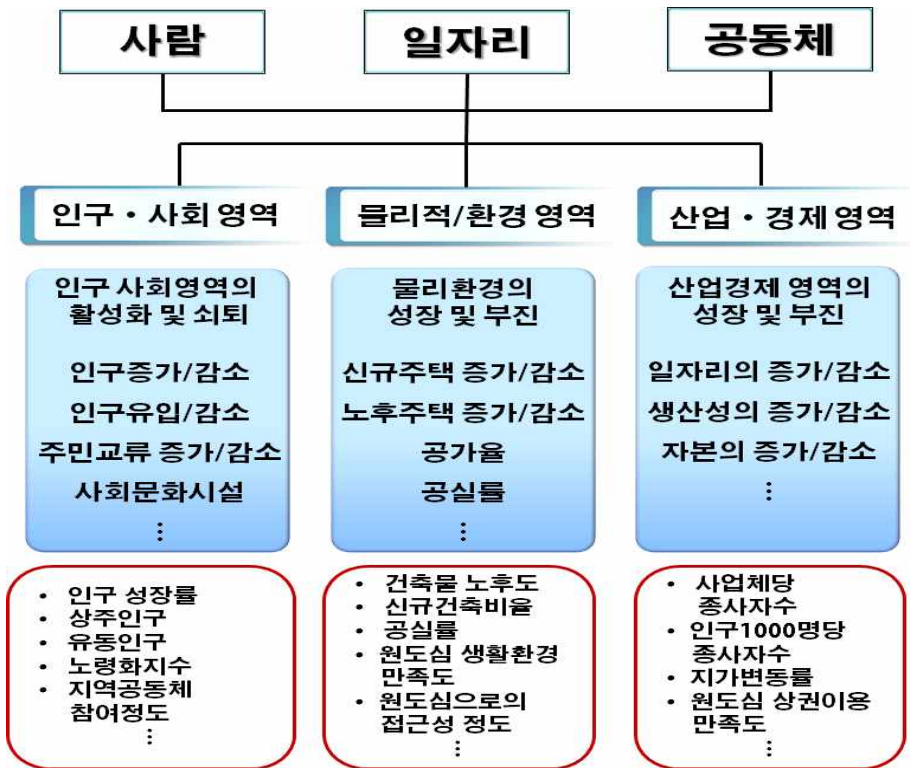 사람
일자리
공동체
인구 · 사회 영역
물리적/환경 영역
산업 · 경제 영역
인구 사회영역의
활성화 및 쇠퇴
인구증가/감소
인구유입/감소
주민교류 증가/감소
사회문화시설
⋮
물리환경의
성장 및 부진
신규주택 증가/감소
노후주택 증가/감소
공가율
공실률
⋮
산업경제 영역의
성장 및 부진
일자리의 증가/감소
생산성의 증가/감소
자본의 증가/감소
⋮
• 인구 성장률
• 상주인구
• 유동인구
• 노령화지수
• 지역공동체
참여정도
⋮
• 건축물 노후도
• 신규건축비율
• 공실률
• 원도심 생활환경
만족도
• 원도심으로의
접근성 정도
⋮
• 사업체당
종사자수
• 인구1000명당
종사자수
• 지가변동률
• 원도심 상권이용
만족도
⋮